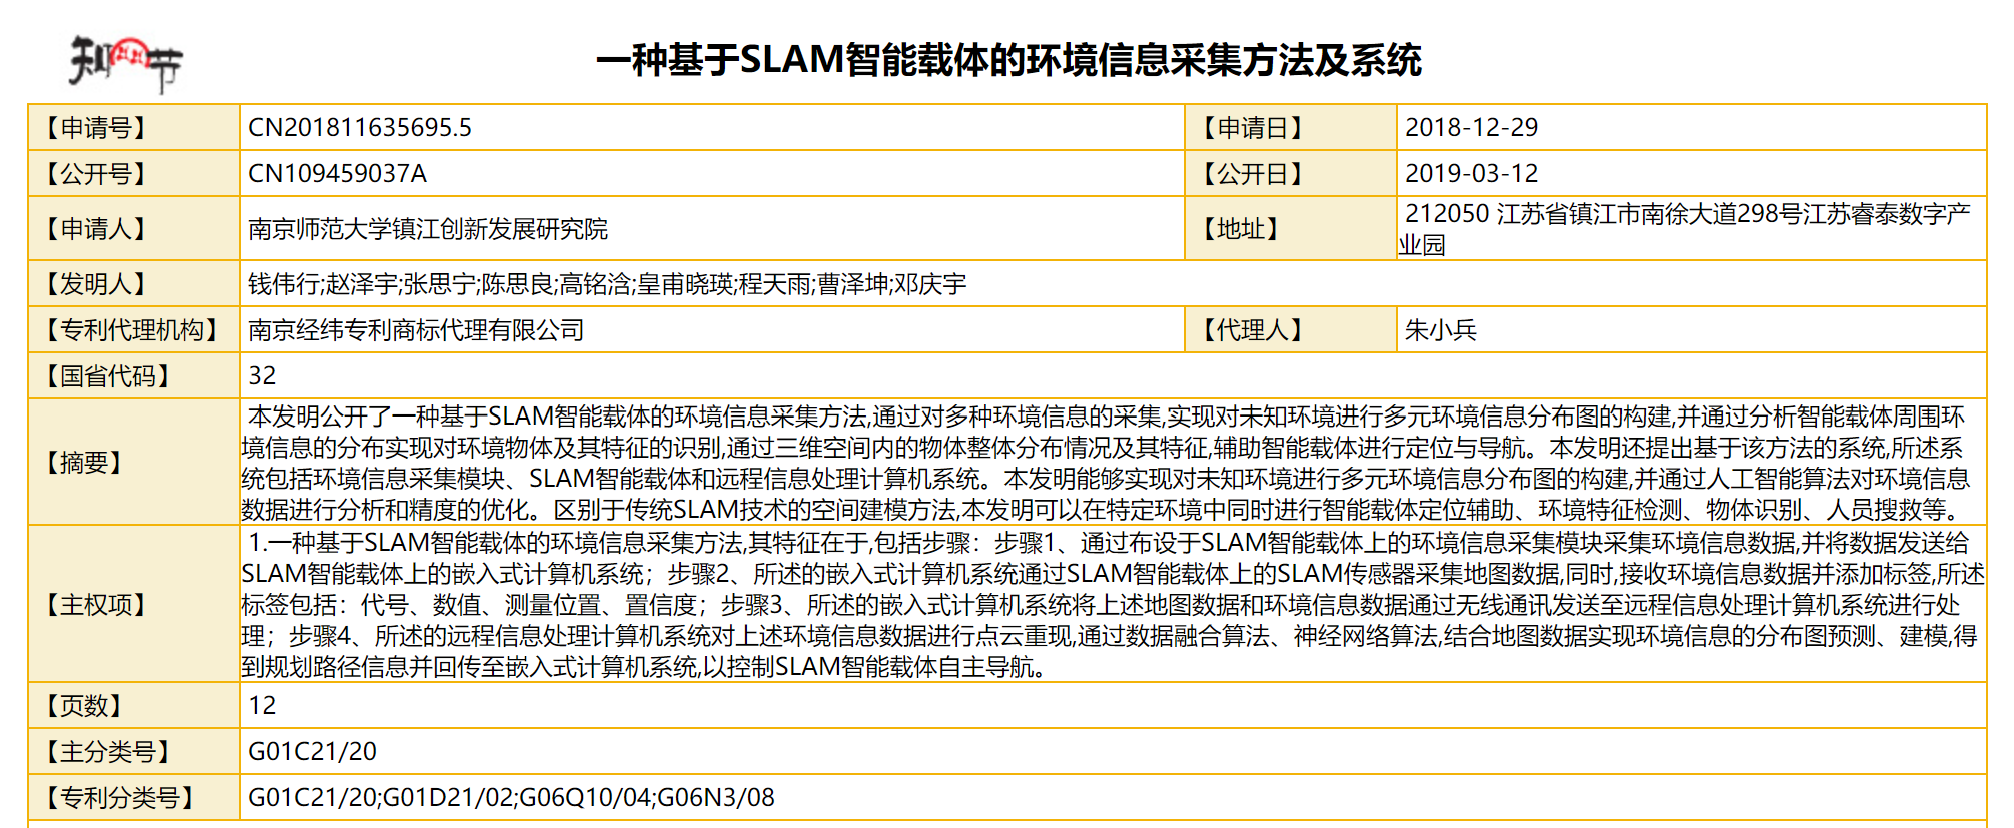 知网节
一种基于SLAM智能载体的环境信息采集方法及系统
【申请号】 CN201811635695.5 【申请日】 2018-12-29
【公开号】 CN109459037A 【公开日】 2019-03-12
【申请人】 南京师范大学镇江创新发展研究院 【地址】 212050 江苏省镇江市南徐大道298号江苏睿泰数字产
业园
【发明人】 钱伟行;赵泽宇;张思宁;陈思良;高铭浛;皇甫晓瑛;程天雨;曹泽坤;邓庆宇
【专利代理机构】 南京经纬专利商标代理有限公司 【代理人】 朱小兵
【国省代码】 32
【摘要】
本发明公开了一种基于SLAM智能载体的环境信息采集方法,通过对多种环境信息的采集,实现对未知环境进行多元环境信息分布图的构建,并通过分析智能载体周围环
境信息的分布实现对环境物体及其特征的识别,通过三维空间内的物体整体分布情况及其特征,辅助智能载体进行定位与导航。本发明还提出基于该方法的系统,所述系
统包括环境信息采集模块、SLAM智能载体和远程信息处理计算机系统。本发明能够实现对未知环境进行多元环境信息分布图的构建,并通过人工智能算法对环境信息
数据进行分析和精度的优化。区别于传统SLAM技术的空间建模方法,本发明可以在特定环境中同时进行智能载体定位辅助、环境特征检测、物体识别、人员搜救等。
【主权项】
1.一种基于SLAM智能载体的环境信息采集方法,其特征在于,包括步骤：步骤1、通过布设于SLAM智能载体上的环境信息采集模块采集环境信息数据,并将数据发送给
SLAM智能载体上的嵌入式计算机系统；步骤2、所述的嵌入式计算机系统通过SLAM智能载体上的SLAM传感器采集地图数据,同时,接收环境信息数据并添加标签,所述
标签包括：代号、数值、测量位置、置信度；步骤3、所述的嵌入式计算机系统将上述地图数据和环境信息数据通过无线通讯发送至远程信息处理计算机系统进行处
理；步骤4、所述的远程信息处理计算机系统对上述环境信息数据进行点云重现,通过数据融合算法、神经网络算法,结合地图数据实现环境信息的分布图预测、建模,得
到规划路径信息并回传至嵌入式计算机系统,以控制SLAM智能载体自主导航。
【页数】 12
【主分类号】 G01C21/20
【专利分类号】 G01C21/20;G01D21/02;G06Q10/04;G06N3/08